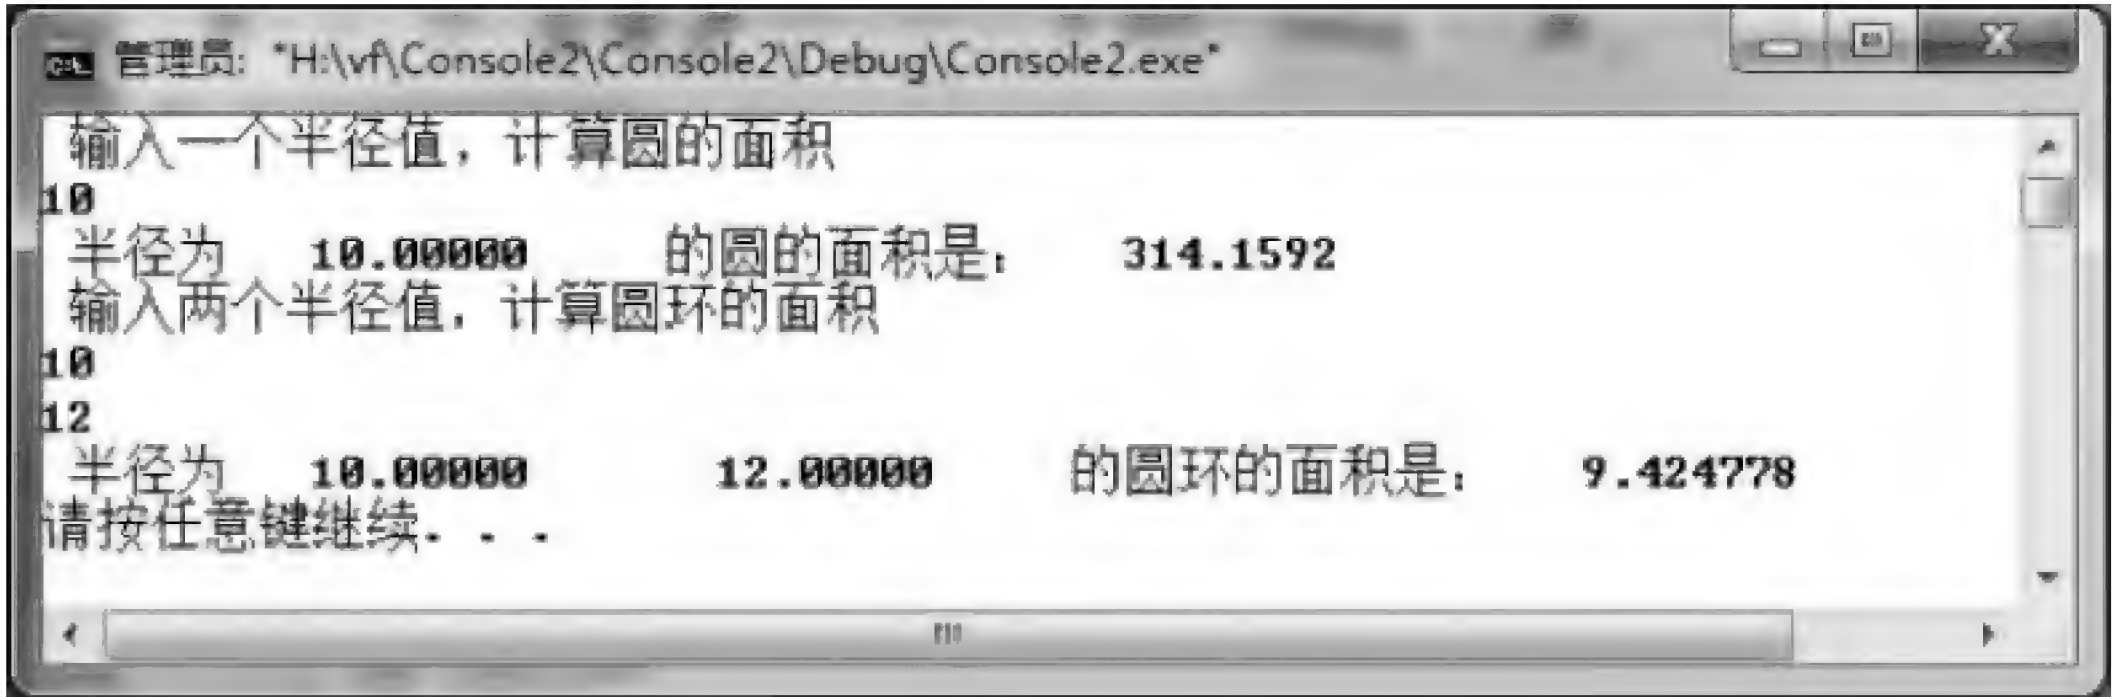 管理员: "H:\vf\Console2\Console2\Debug\Console2.exe"
输入一个半径值，计算圆的面积
10
半径为 10.00000 的圆的面积是： 314.1592
输入两个半径值，计算圆环的面积
10
12
半径为 10.00000 12.00000 的圆环的面积是： 9.424778
请按任意键继续. . .